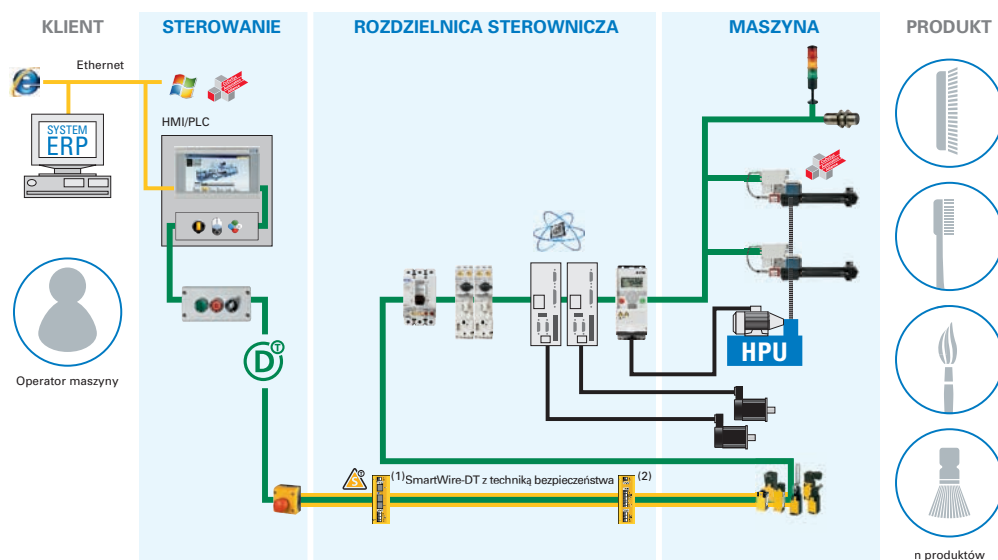 KLIENT
STEROWANIE
ROZDZIELNICA STEROWNICZA
MASZYNA
PRODUKT
Ethernet
HMI/PLC
SYSTEM
ERP
Operator maszyny
D
T
HPU
S
(1) SmartWire-DT z techniką bezpieczeństwa (2)
n produktów